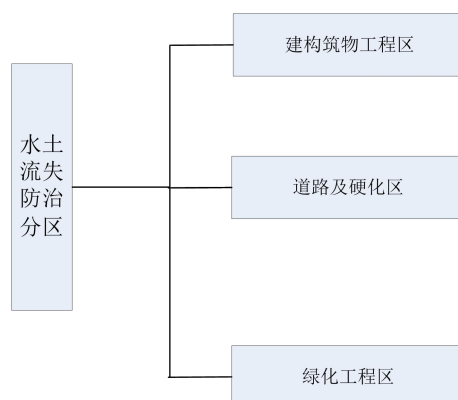 水土
流失
防治
分区
建构筑物工程区
道路及硬化区
绿化工程区